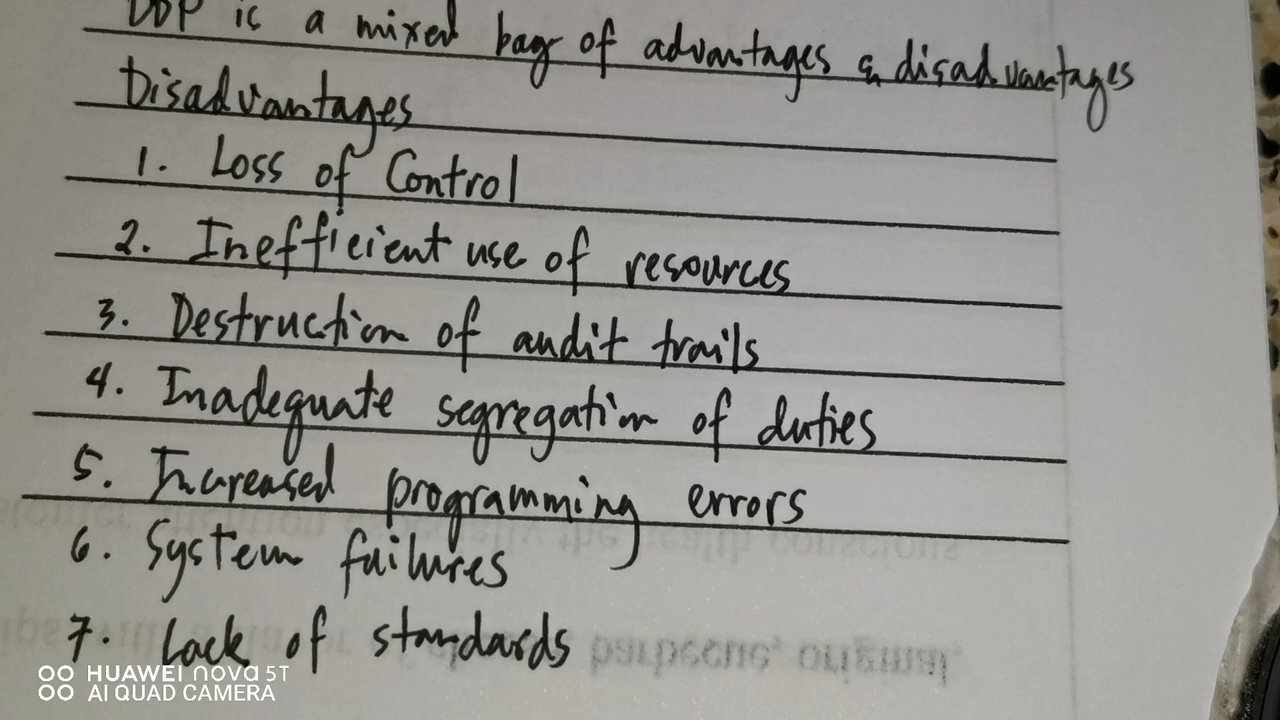 DDP is a mixed bag of advantages & disadvantages
Disadvantages
1. Loss of Control
2. Inefficient use of resources
3. Destruction of audit trails
4. Inadequate segregation of duties
5. Increased programming errors
6. System failures
7. Lack of standards
HUAWEI nova 5T
AI QUAD CAMERA